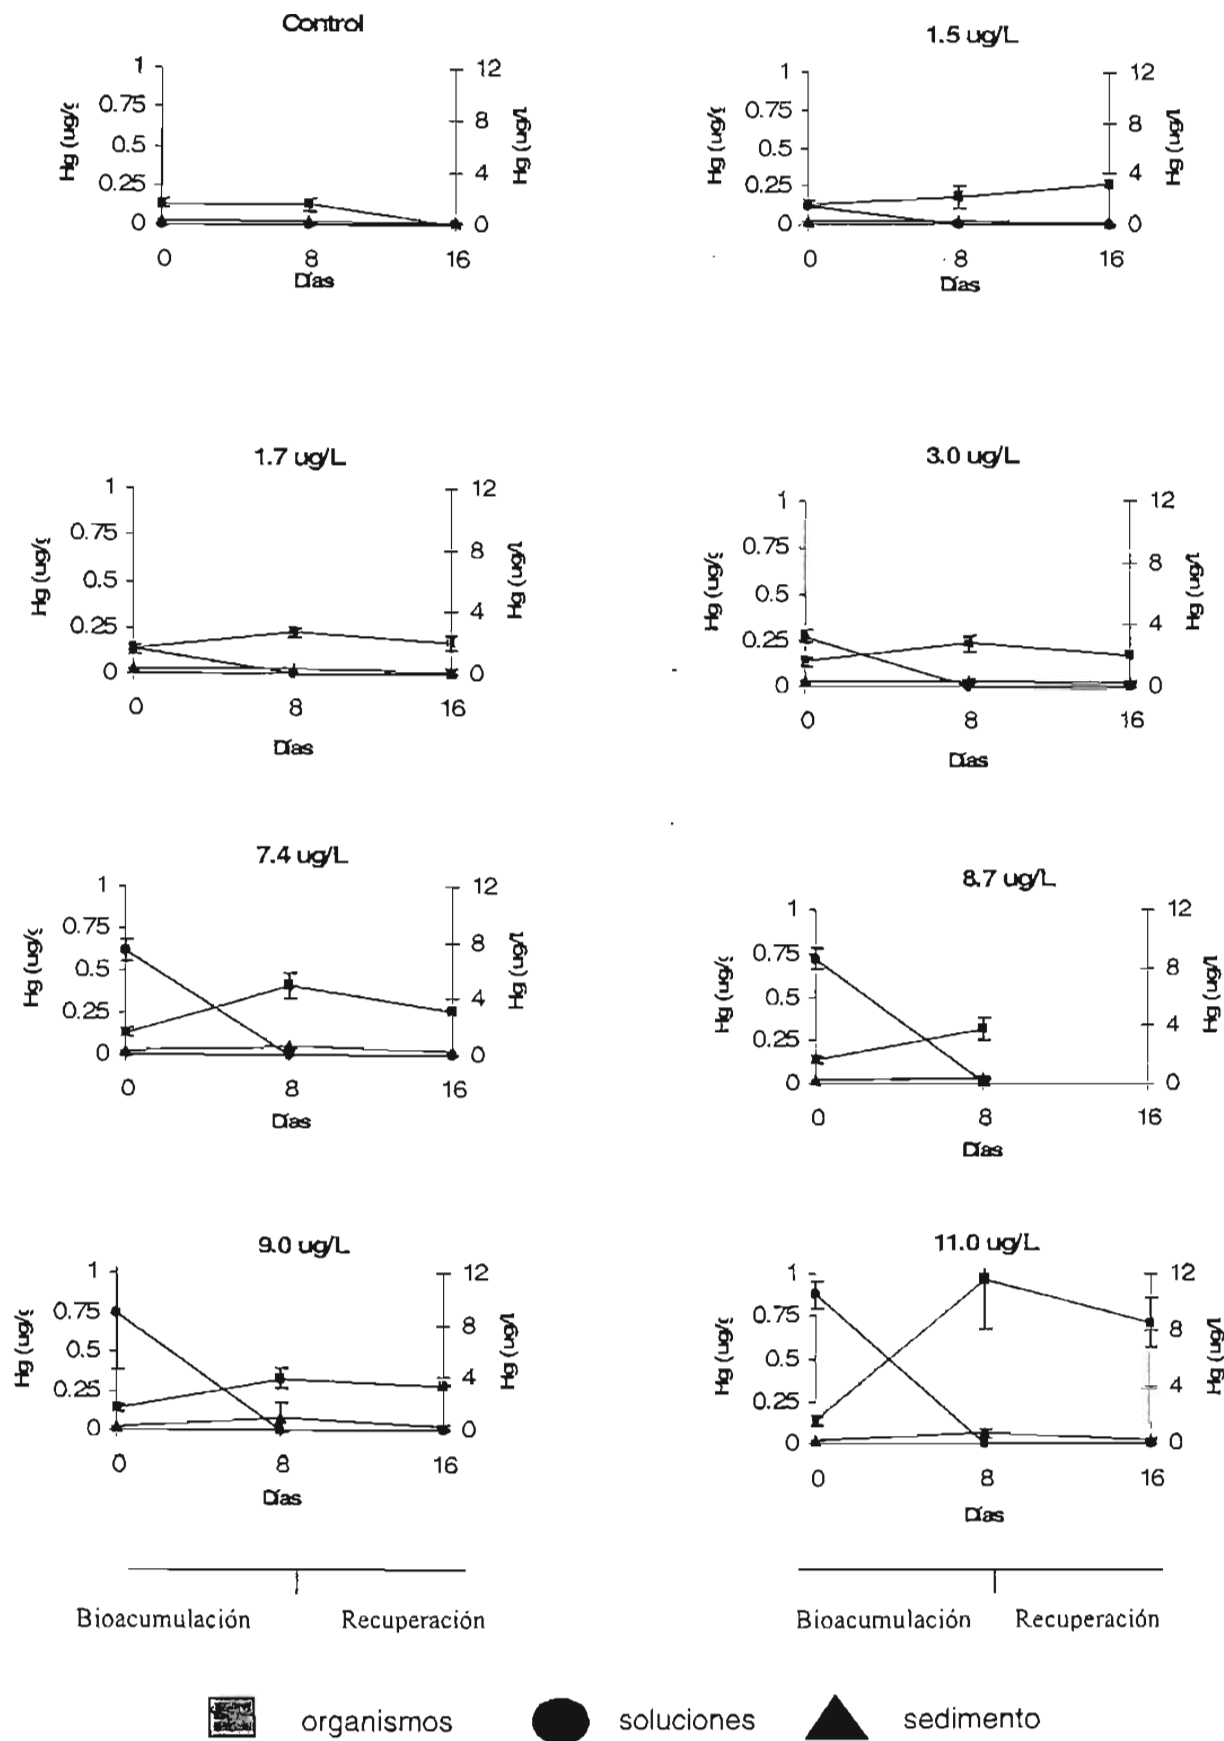 Control
1.5 ug/L
Hg (ug/g
1
0.75
0.5
0.25
0
12
8
4
0
Hg (ug/L
0 8 16
Días
Hg (ug/g
1
0.75
0.5
0.25
0
12
8
4
0
Hg (ug/L
0 8 16
Días
1.7 ug/L
3.0 ug/L
Hg (ug/g
1
0.75
0.5
0.25
0
12
8
4
0
Hg (ug/L
0 8 16
Días
Hg (ug/g
1
0.75
0.5
0.25
0
12
8
4
0
Hg (ug/L
0 8 16
Días
7.4 ug/L
8.7 ug/L
Hg (ug/g
1
0.75
0.5
0.25
0
12
8
4
0
Hg (ug/L
0 8 16
Días
Hg (ug/g
1
0.75
0.5
0.25
0
12
8
4
0
Hg (ug/L
0 8 16
Días
9.0 ug/L
11.0 ug/L
Hg (ug/g
1
0.75
0.5
0.25
0
12
8
4
0
Hg (ug/L
0 8 16
Días
Hg (ug/g
1
0.75
0.5
0.25
0
12
8
4
0
Hg (ug/L
0 8 16
Días
Bioacumulación Recuperación
Bioacumulación Recuperación
organismos soluciones sedimento